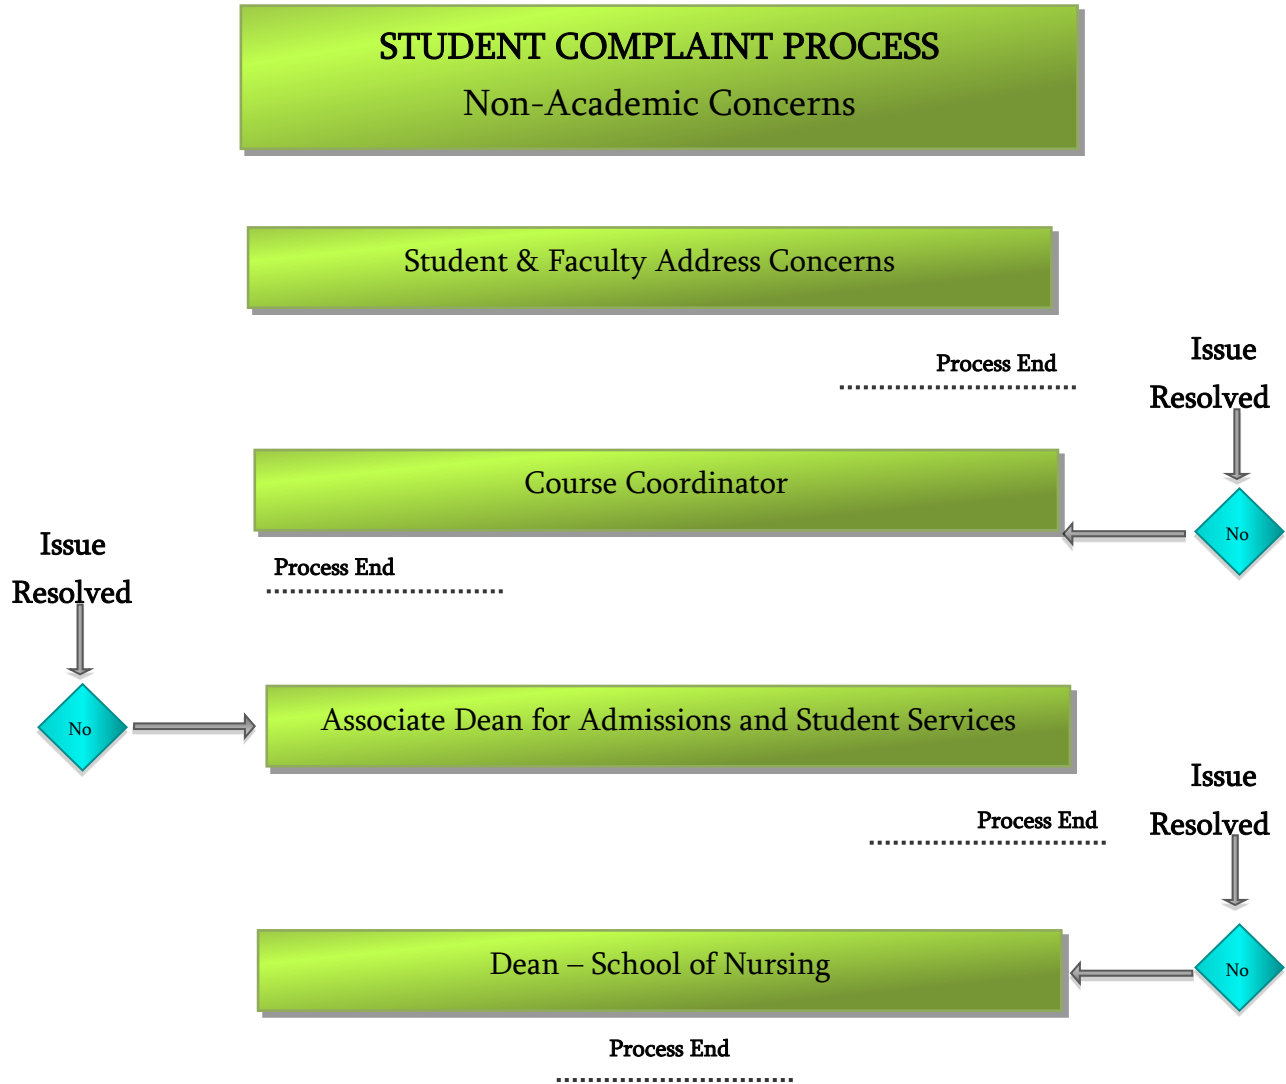 STUDENT COMPLAINT PROCESS
Non-Academic Concerns
Student & Faculty Address Concerns
Process End
Issue
Resolved
Course Coordinator
No
Process End
Issue
Resolved
No
Associate Dean for Admissions and Student Services
Process End
Issue
Resolved
Dean – School of Nursing
No
Process End